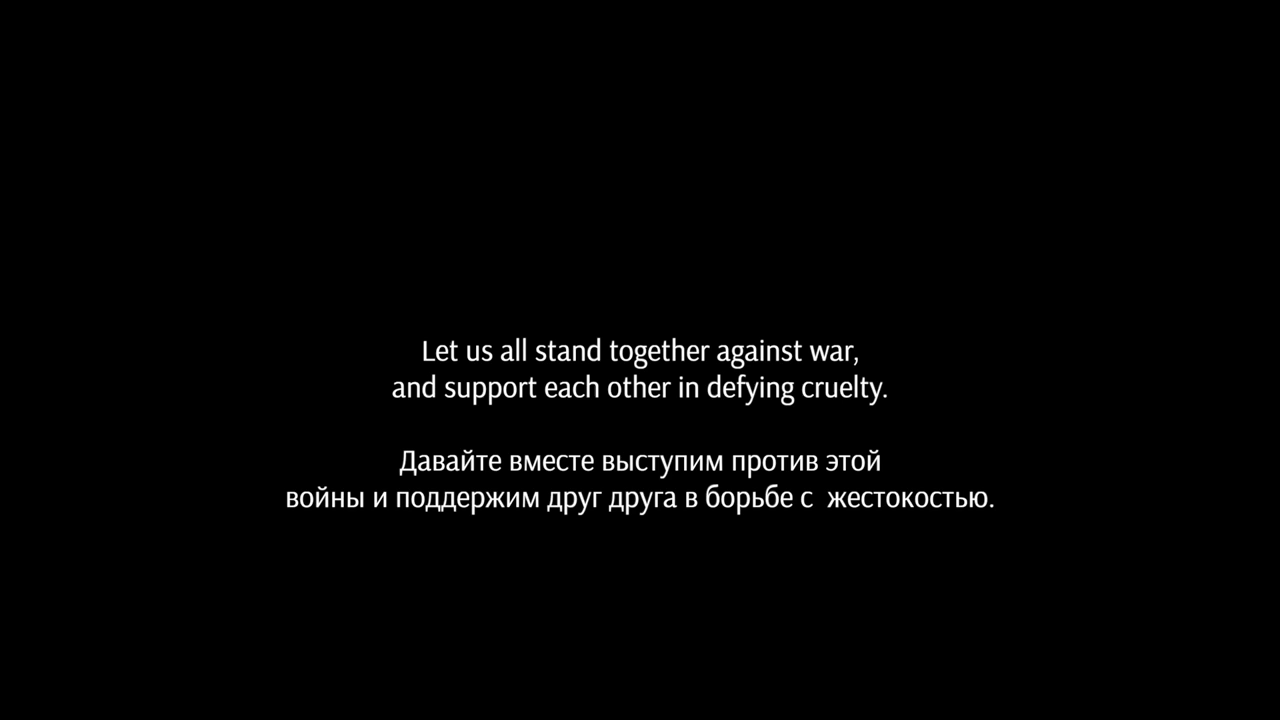 Let us all stand together against war,
and support each other in defying cruelty.
Давайте вместе выступим против этой
войны и поддержим друг друга в борьбе с  жестокостью.